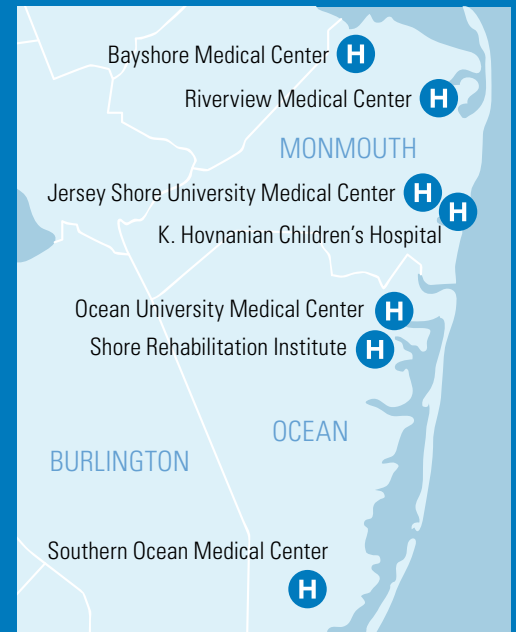 Bayshore Medical Center H
Riverview Medical Center H
MONMOUTH
Jersey Shore University Medical Center H
H
K. Hovnanian Children's Hospital
Ocean University Medical Center H
Shore Rehabilitation Institute H
OCEAN
BURLINGTON
Southern Ocean Medical Center
H